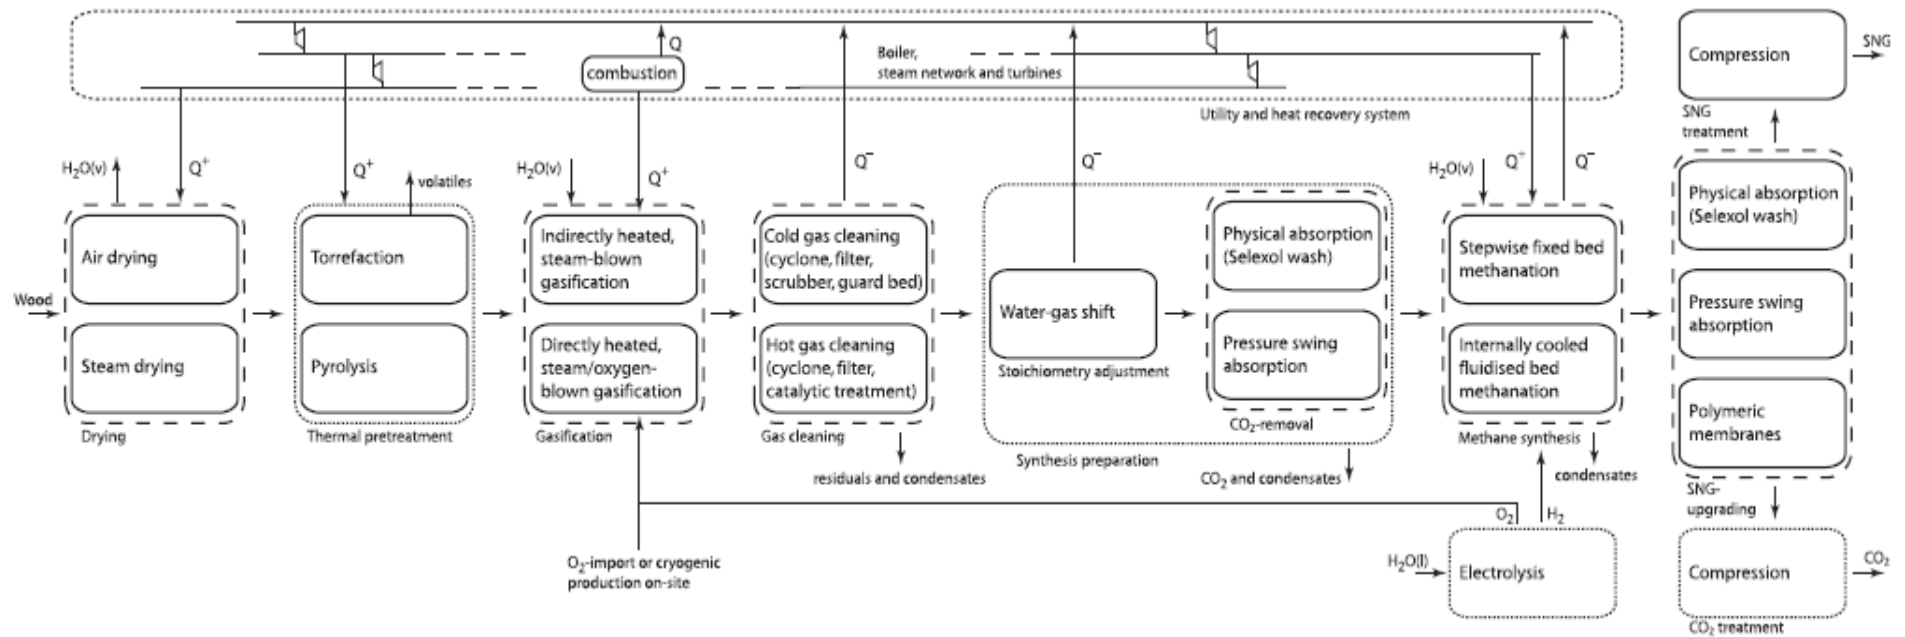 Compression
SNG
SNG
treatment
Q
combustion
Boiler,
steam network and turbines
Utility and heat recovery system
H2O(v)
Q+
Q+
volatiles
H2O(v)
Q+
Q−
Q−
H2O(v)
Q+
Q−
Wood
Air drying
Steam drying
Drying
Torrefaction
Pyrolysis
Thermal pretreatment
Indirectly heated,
steam-blown
gasification
Directly heated,
steam/oxygen-
blown gasification
Gasification
Cold gas cleaning
(cyclone, filter,
scrubber, guard bed)
Hot gas cleaning
(cyclone, filter,
catalytic treatment)
Gas cleaning
residuals and condensates
Water-gas shift
Stoichiometry adjustment
Physical absorption
(Selexol wash)
Pressure swing
absorption
CO2-removal
Synthesis preparation
CO2 and condensates
Stepwise fixed bed
methanation
Internally cooled
fluidised bed
methanation
Methane synthesis
condensates
Physical absorption
(Selexol wash)
Pressure swing
absorption
Polymeric
membranes
SNG-
upgrading
O2
H2
O2-import or cryogenic
production on-site
H2O(l)
Electrolysis
Compression
CO2
CO2 treatment